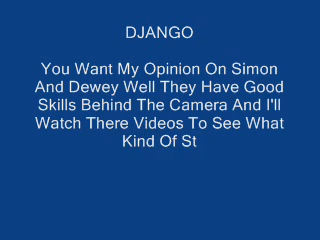 DJANGO
You Want My Opinion On Simon
And Dewey Well They Have Good
Skills Behind The Camera And I'll
Watch There Videos To See What
Kind Of St